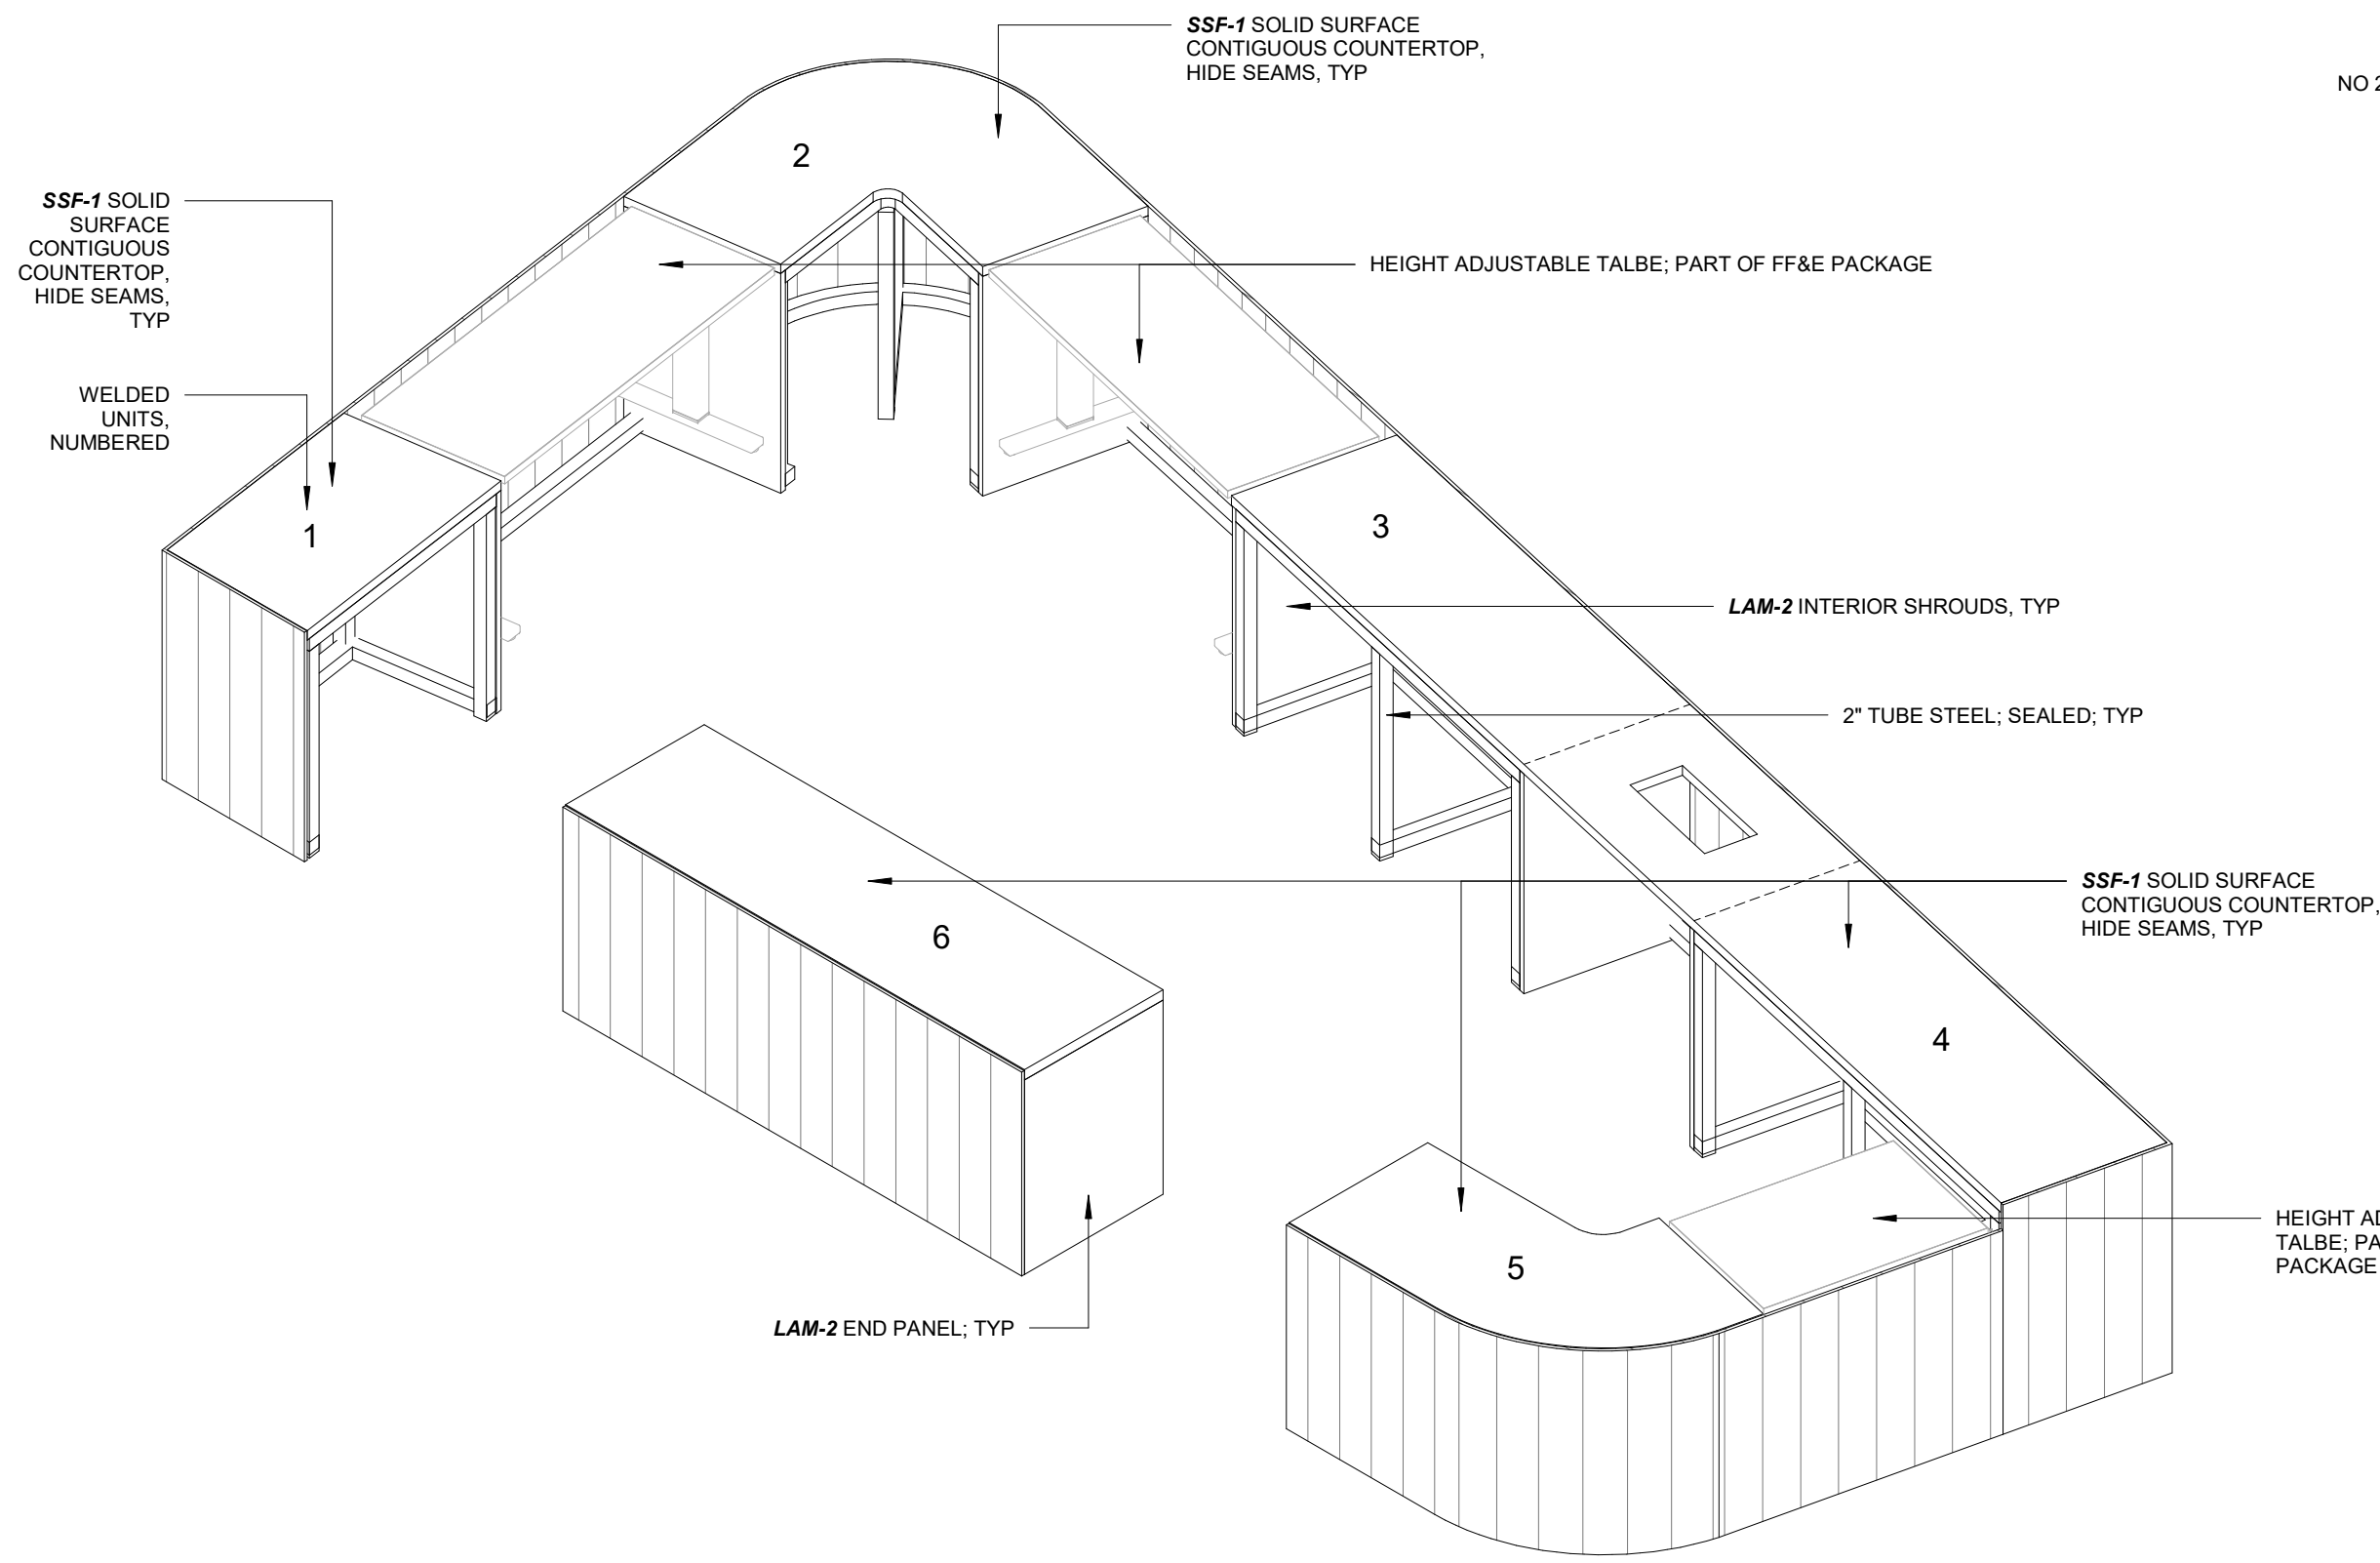 SSF-1 SOLID SURFACE
CONTIGUOUS COUNTERTOP,
HIDE SEAMS, TYP
NO 2
2
SSF-1 SOLID
SURFACE
CONTIGUOUS
COUNTERTOP,
HIDE SEAMS,
TYP
HEIGHT ADJUSTABLE TALBE; PART OF FF&E PACKAGE
WELDED
UNITS,
NUMBERED
1
3
LAM-2 INTERIOR SHROUDS, TYP
2" TUBE STEEL; SEALED; TYP
SSF-1 SOLID SURFACE
CONTIGUOUS COUNTERTOP,
HIDE SEAMS, TYP
6
4
HEIGHT AD
TALBE; PA
PACKAGE
5
LAM-2 END PANEL; TYP